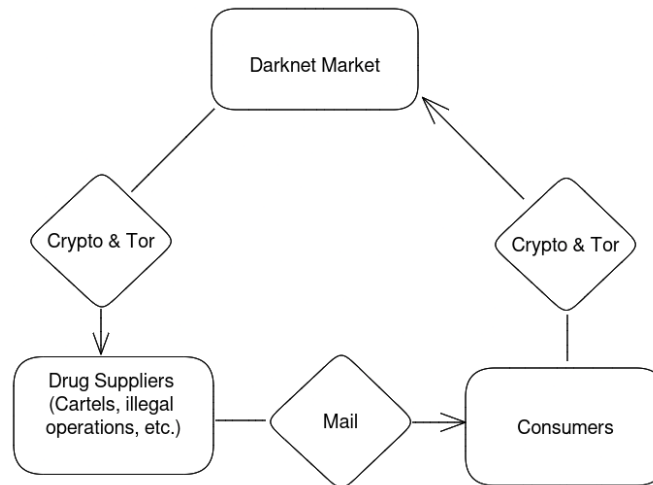 Darknet Market
Crypto & Tor
Crypto & Tor
Drug Suppliers
(Cartels, illegal
operations, etc.)
Mail
Consumers